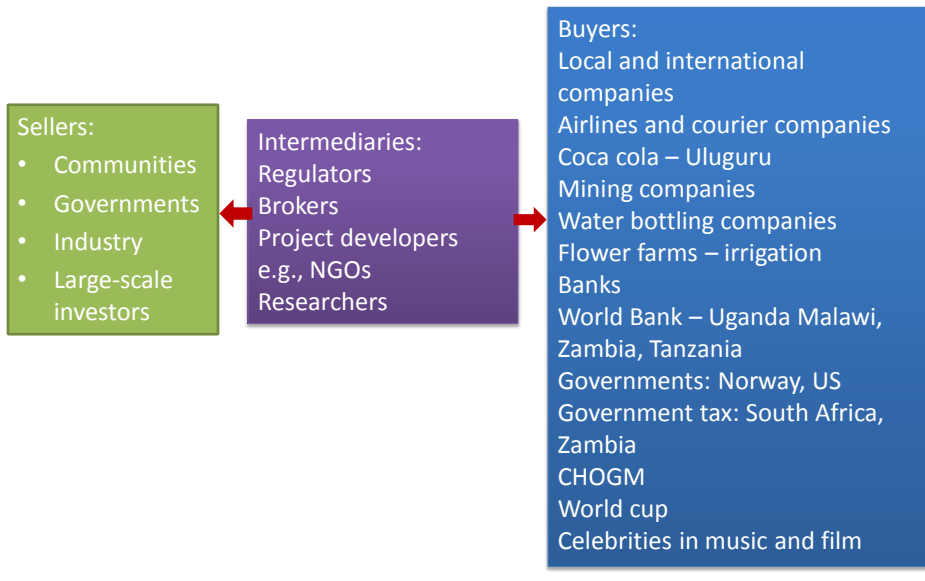 Sellers:
• Communities
• Governments
• Industry
• Large-scale
investors
Intermediaries:
Regulators
Brokers
Project developers
e.g., NGOs
Researchers
Buyers:
Local and international
companies
Airlines and courier companies
Coca cola – Uluguru
Mining companies
Water bottling companies
Flower farms – irrigation
Banks
World Bank – Uganda Malawi,
Zambia, Tanzania
Governments: Norway, US
Government tax: South Africa,
Zambia
CHOGM
World cup
Celebrities in music and film